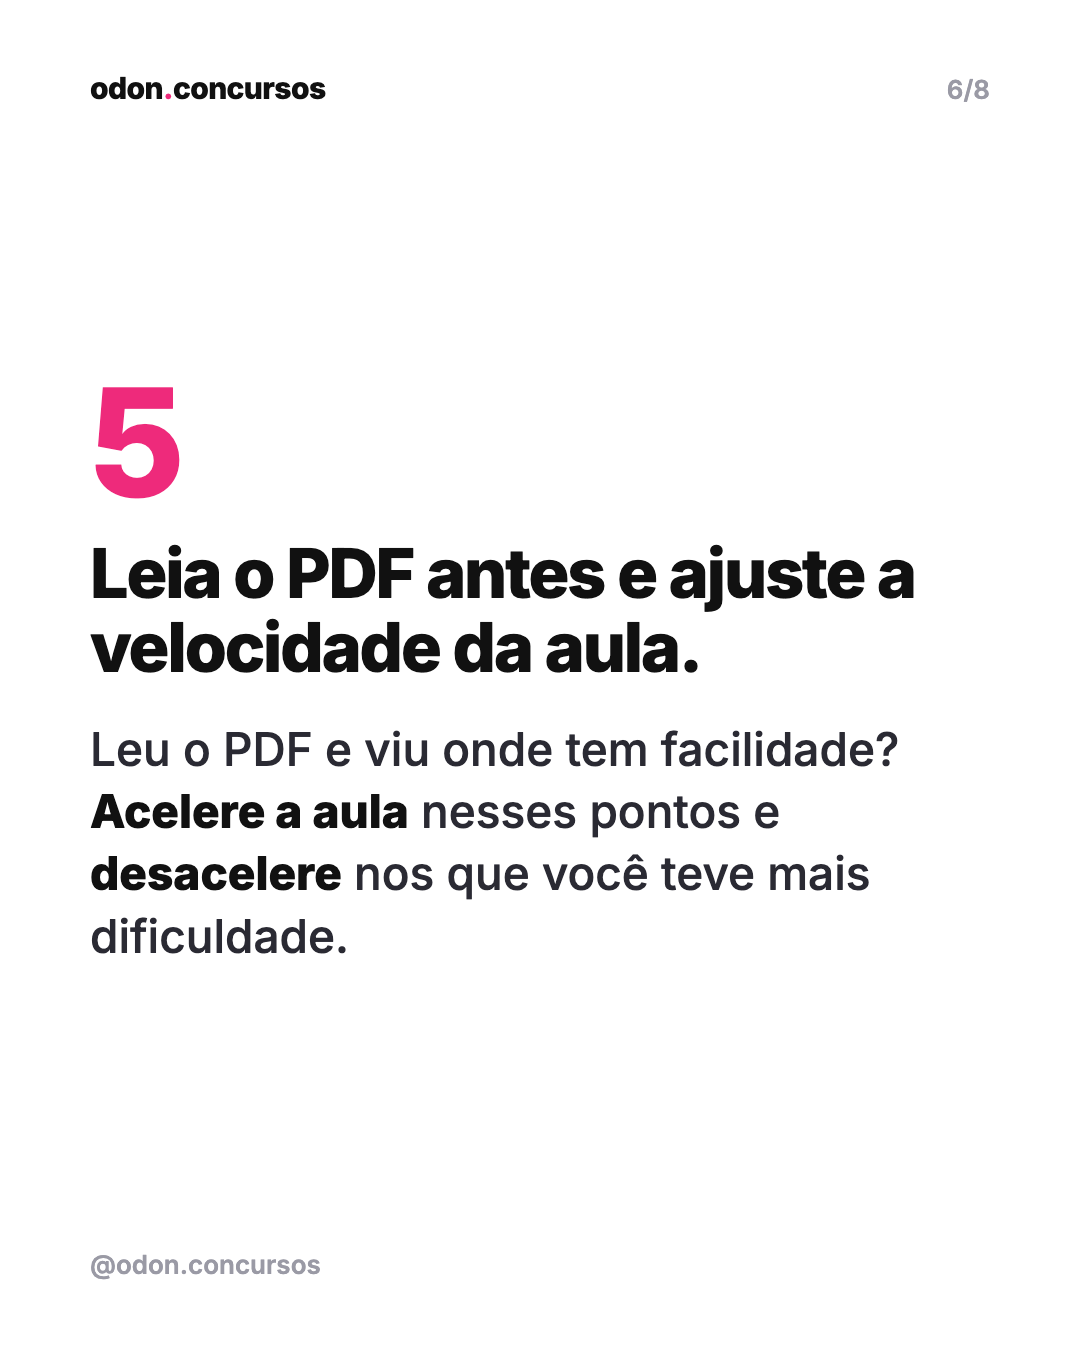 odon.concursos
6/8
5
Leia o PDF antes e ajuste a
velocidade da aula.
Leu o PDF e viu onde tem facilidade?
Acelere a aula nesses pontos e
desacelere nos que você teve mais
dificuldade.
@odon.concursos